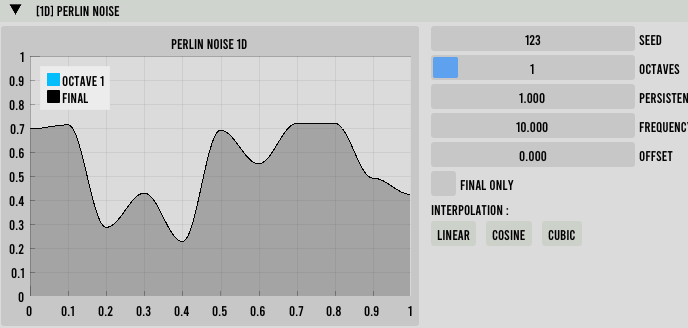 [1D] PERLIN NOISE
PERLIN NOISE 1D
1
0.9
0.8
0.7
0.6
0.5
0.4
0.3
0.2
0.1
0
OCTAVE 1
FINAL
0 0.1 0.2 0.3 0.4 0.5 0.6 0.7 0.8 0.9 1
123 SEED
1 OCTAVES
1.000 PERSISTEN
10.000 FREQUENC
0.000 OFFSET
FINAL ONLY
INTERPOLATION :
LINEAR COSINE CUBIC